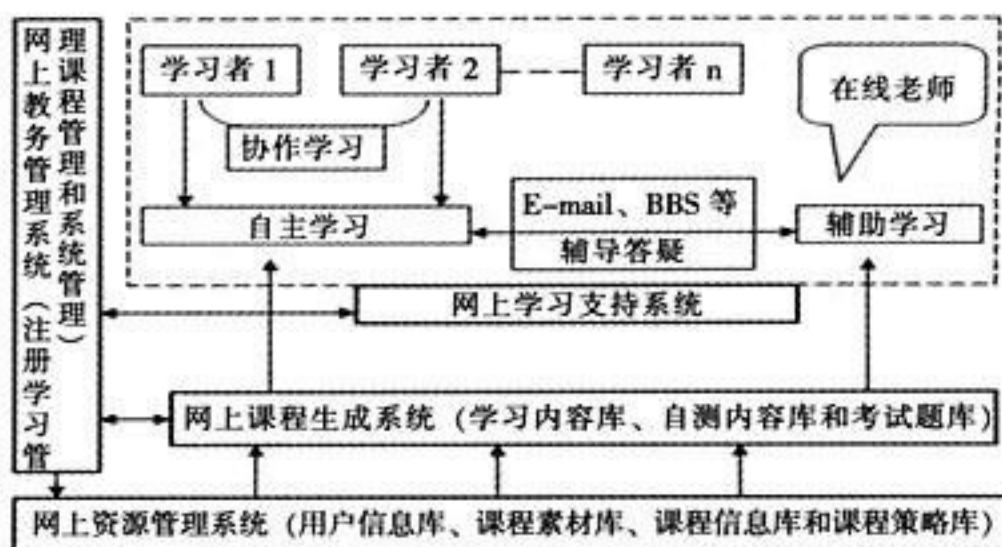 网上教务管理系统（注册学习管
理课程管理和系统管理）
学习者 1
学习者 2
学习者 n
在线老师
协作学习
自主学习
E-mail、BBS 等
辅导答疑
辅助学习
网上学习支持系统
网上课程生成系统（学习内容库、自测内容库和考试题库）
网上资源管理系统（用户信息库、课程素材库、课程信息库和课程策略库）